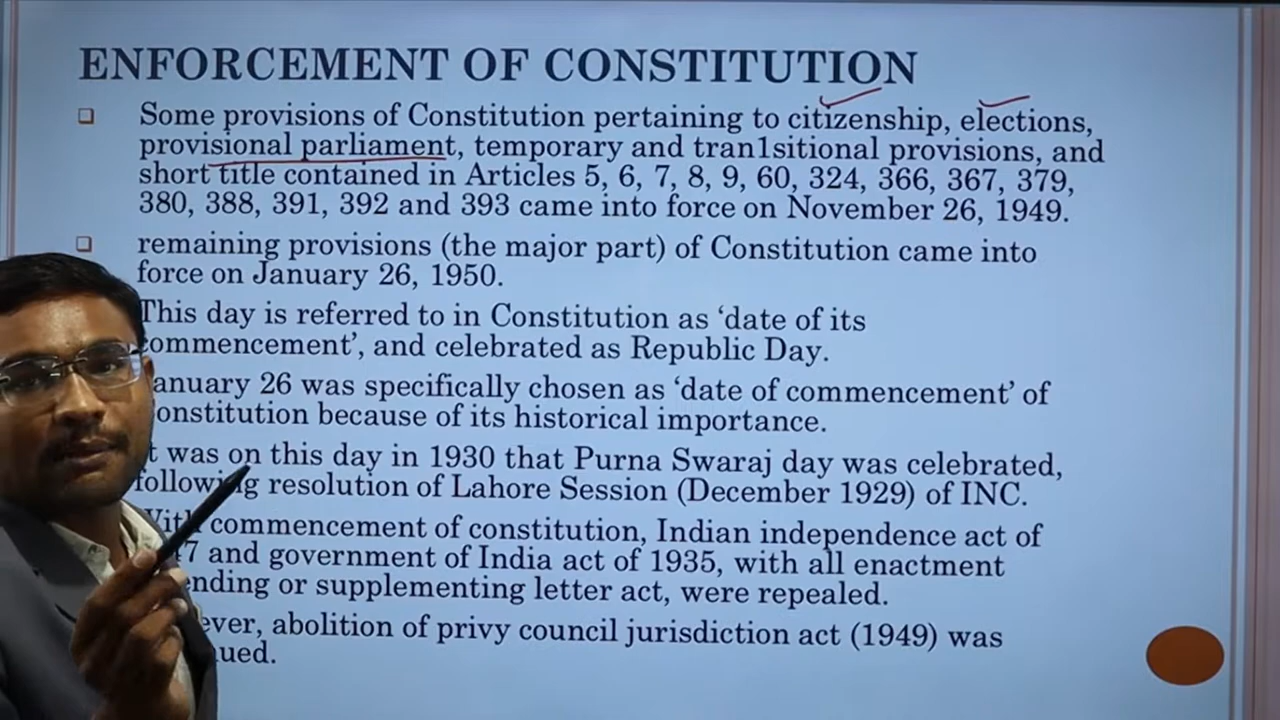 ENFORCEMENT OF CONSTITUTION
Some provisions of Constitution pertaining to citizenship, elections,
provisional parliament, temporary and tran1sitional provisions, and
short title contained in Articles 5, 6, 7, 8, 9, 60, 324, 366, 367, 379,
380, 388, 391, 392 and 393 came into force on November 26, 1949.
remaining provisions (the major part) of Constitution came into
force on January 26, 1950.
This day is referred to in Constitution as ‘date of its
commencement’, and celebrated as Republic Day.
anuary 26 was specifically chosen as ‘date of commencement’ of
onstitution because of its historical importance.
t was on this day in 1930 that Purna Swaraj day was celebrated,
following resolution of Lahore Session (December 1929) of INC.
With commencement of constitution, Indian independence act of
7 and government of India act of 1935, with all enactment
ending or supplementing letter act, were repealed.
ever, abolition of privy council jurisdiction act (1949) was
ued.